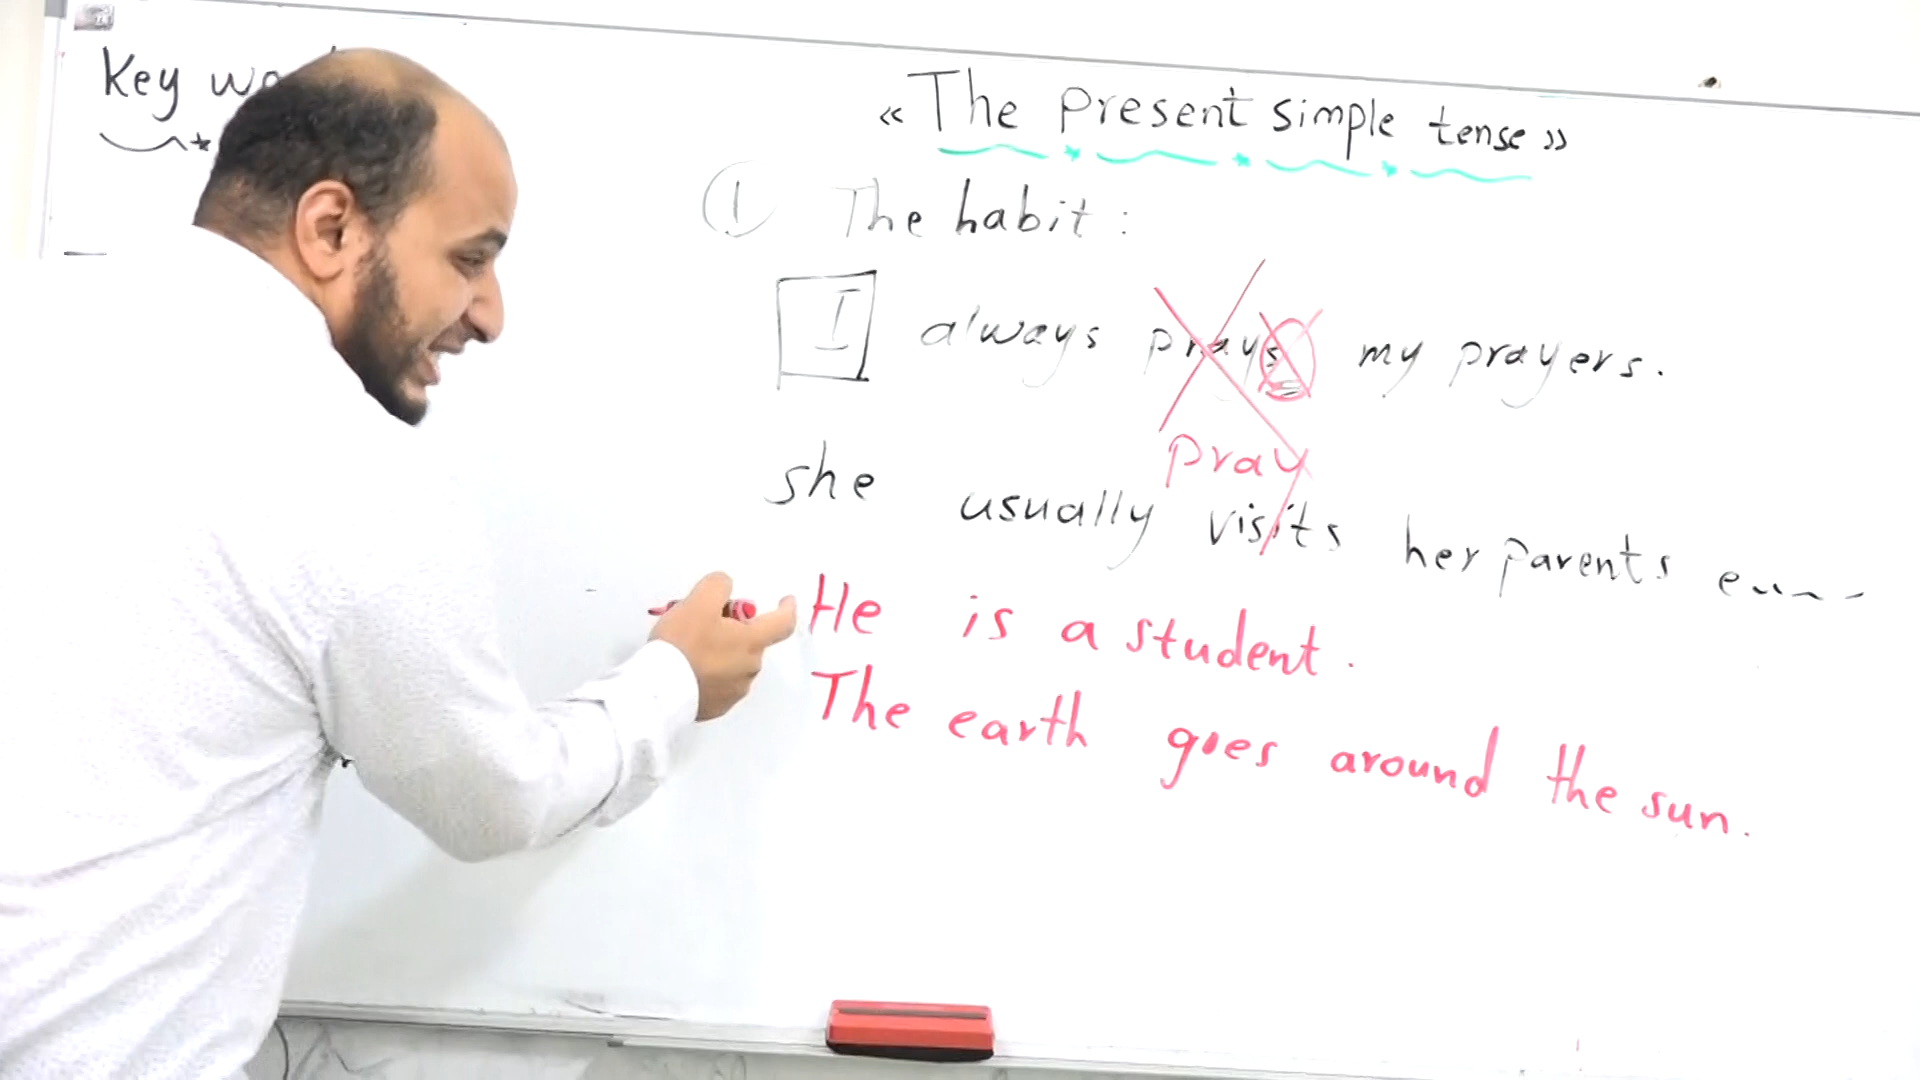 Key
« The present simple tense »
① The habit :
I always prays my prayers.
pray
she usually visits her parents
He is a student.
The earth goes around the sun.